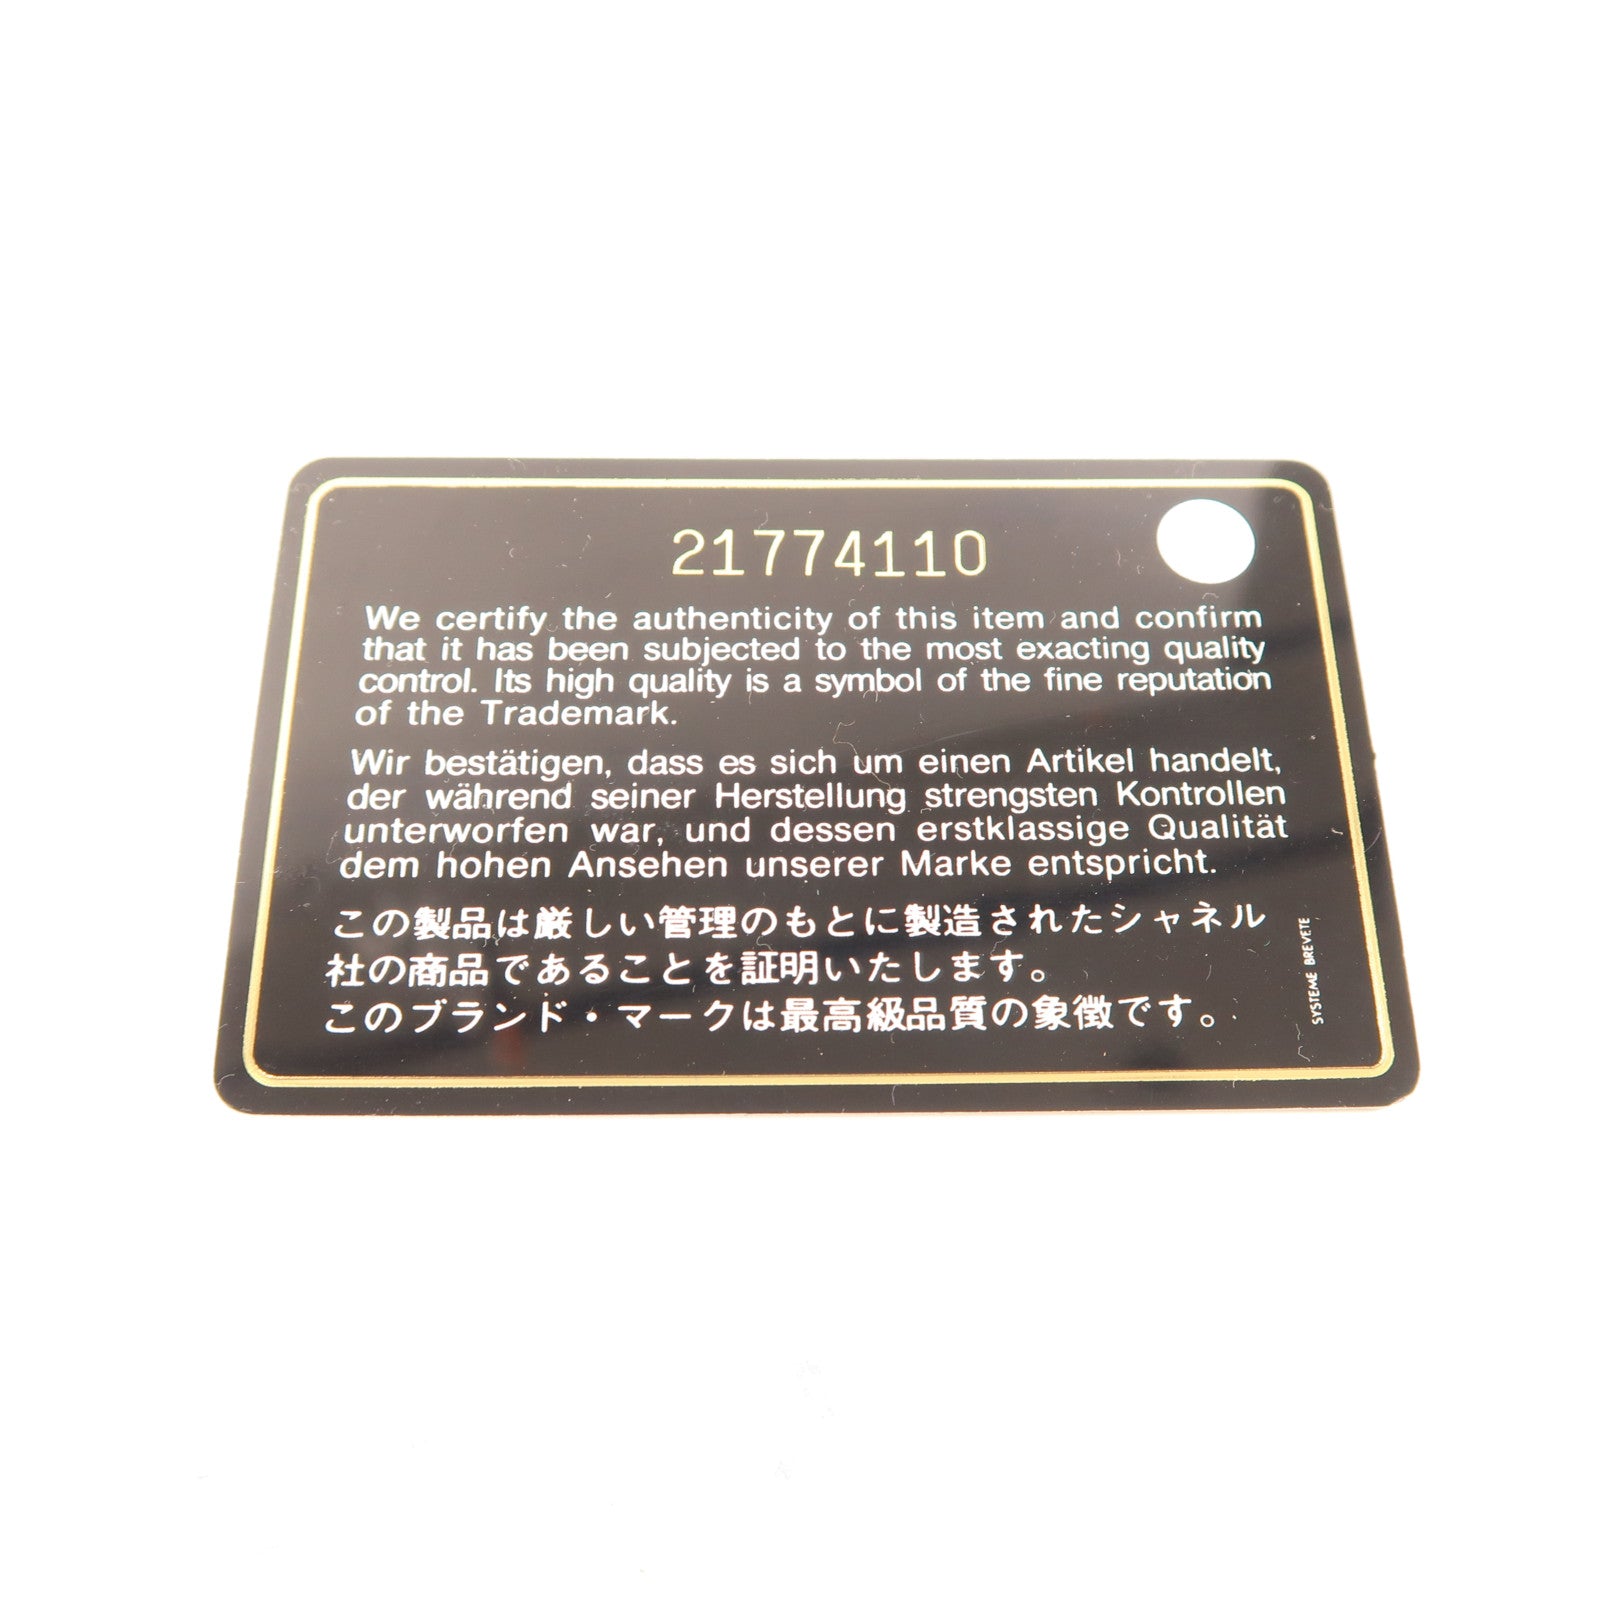 21774110
We certify the authenticity of this item and confirm
that it has been subjected to the most exacting quality
control. Its high quality is a symbol of the fine reputation
of the Trademark.
Wir bestätigen, dass es sich um einen Artikel handelt,
der während seiner Herstellung strengsten Kontrollen
unterworfen war, und dessen erstklassige Qualität
dem hohen Ansehen unserer Marke entspricht.
この製品は厳しい管理のもとに製造されたシャネル
社の商品であることを証明いたします。
このブランド・マークは最高級品質の象徴です。
SYSTEME BREVETE